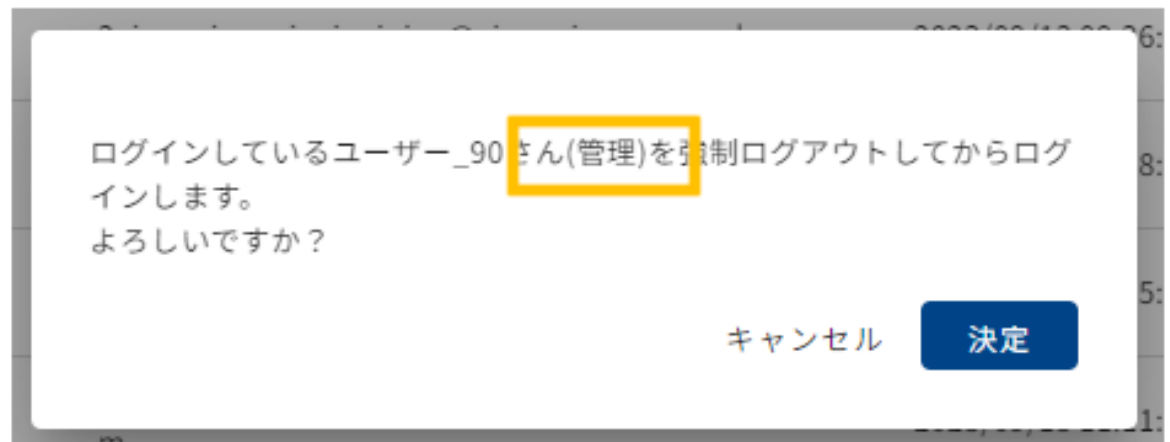 ログインしているユーザー_90さん(管理)を強制ログアウトしてからログ
インします。
よろしいですか？
キャンセル
決定